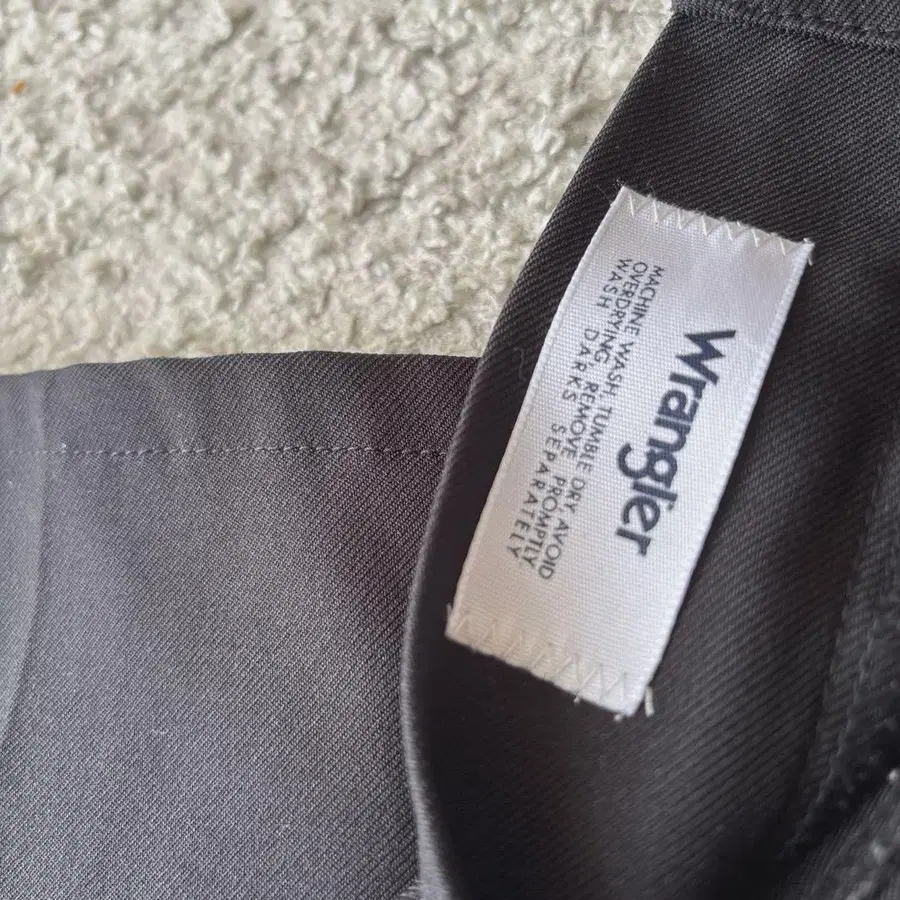 Wrangler
MACHINE WASH, TUMBLE DRY, AVOID
OVERDRYING, REMOVE PROMPTLY.
WASH DARKS SEPARATELY